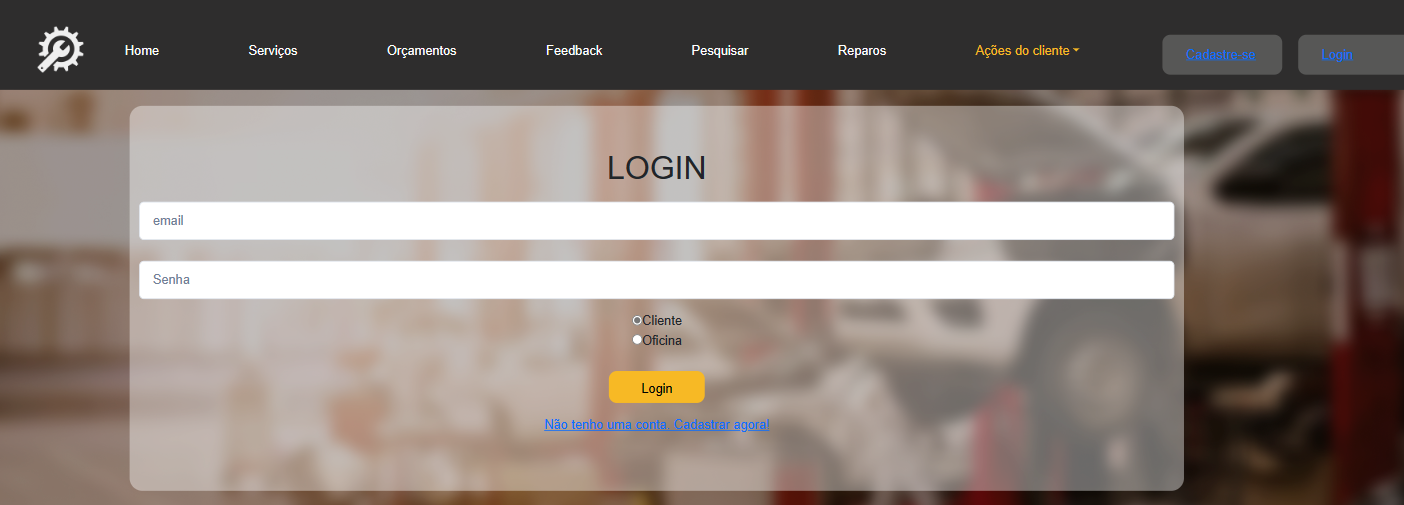 Home Serviços Orçamentos Feedback Pesquisar Reparos Ações do cliente Cadastre-se Login
LOGIN
email
Senha
Cliente
Oficina
Login
Não tenho uma conta. Cadastrar agora!